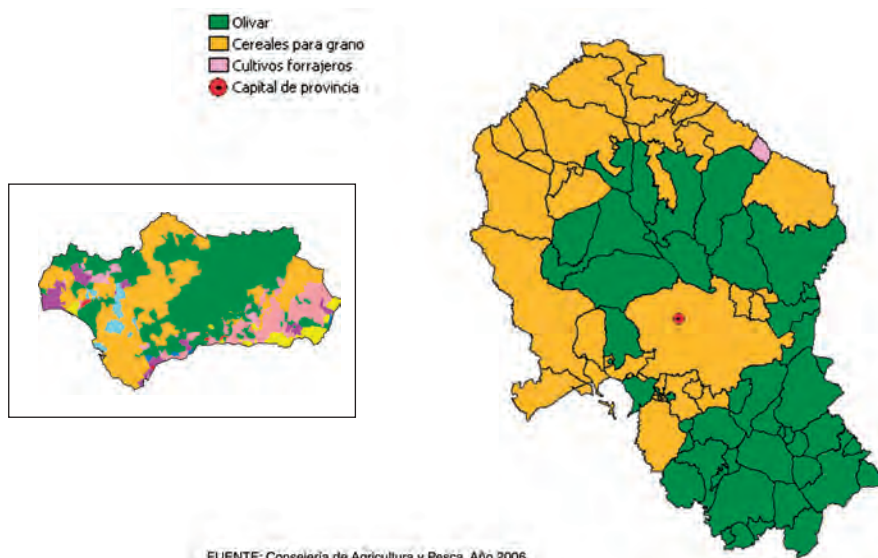 Olivar
Cereales para grano
Cultivos forrajeros
Capital de provincia
FUENTE: Consejería de Agricultura y Pesca. Año 2006